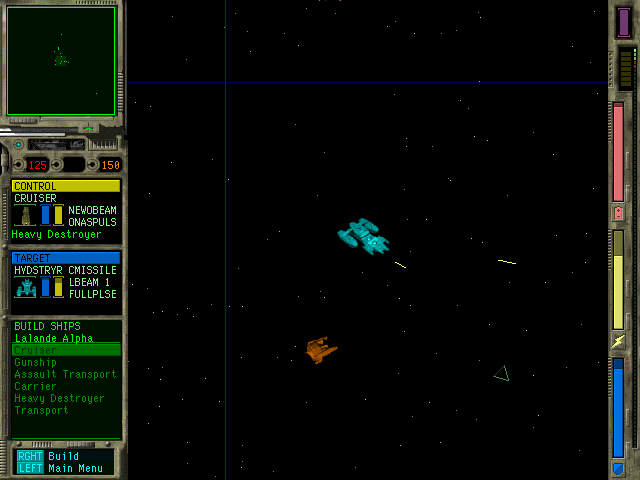 125 150
CONTROL
CRUISER
NEWOBEAM
ONASPULS
Heavy Destroyer
TARGET
HVDSTRYR CMISSILE
LBEAM 1
FULLPLSE
BUILD SHIPS
Lalande Alpha
Cruiser
Gunship
Assault Transport
Carrier
Heavy Destroyer
Transport
RGHT Build
LEFT Main Menu